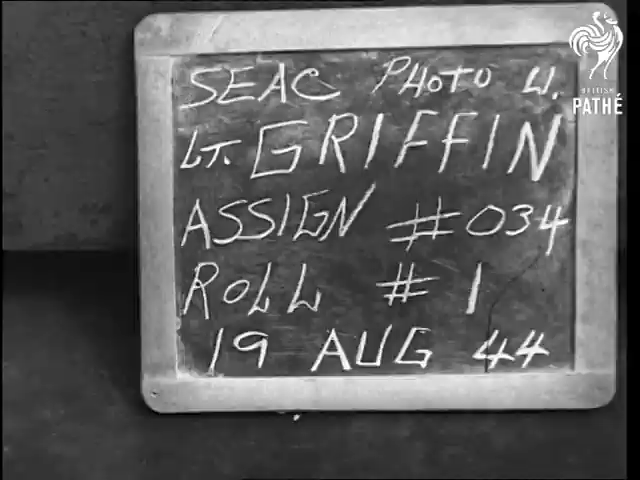 SEAC PHOTO U.
LT. GRIFFIN
ASSIGN #034
ROLL # 1
19 AUG 44
BRITISH
PATHÉ